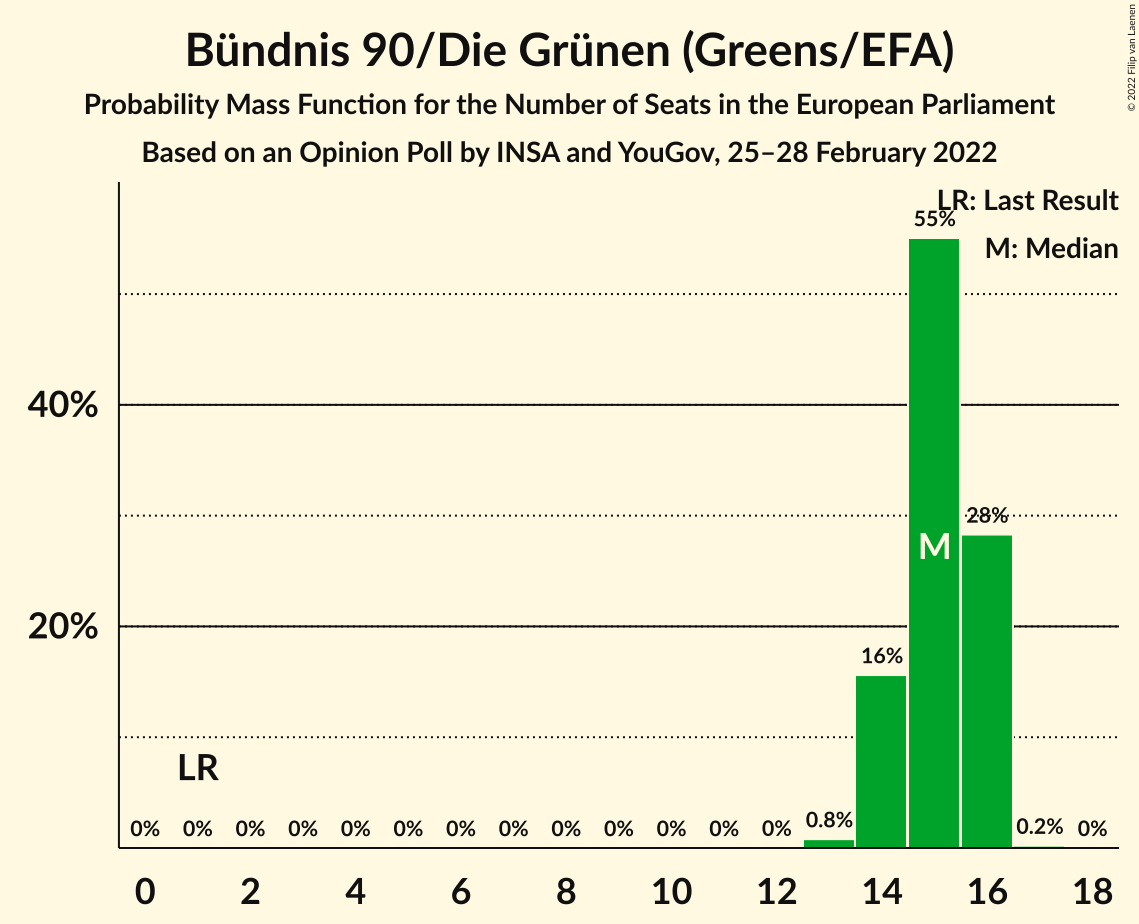 Bündnis 90/Die Grünen (Greens/EFA)
Probability Mass Function for the Number of Seats in the European Parliament
Based on an Opinion Poll by INSA and YouGov, 25–28 February 2022
© 2022 Filip van Laenen
LR: Last Result
55%
M: Median
40%
28%
M
20%
16%
LR
0% 0% 0% 0% 0% 0% 0% 0% 0% 0% 0% 0% 0% 0.8% 0.2% 0%
0 2 4 6 8 10 12 14 16 18